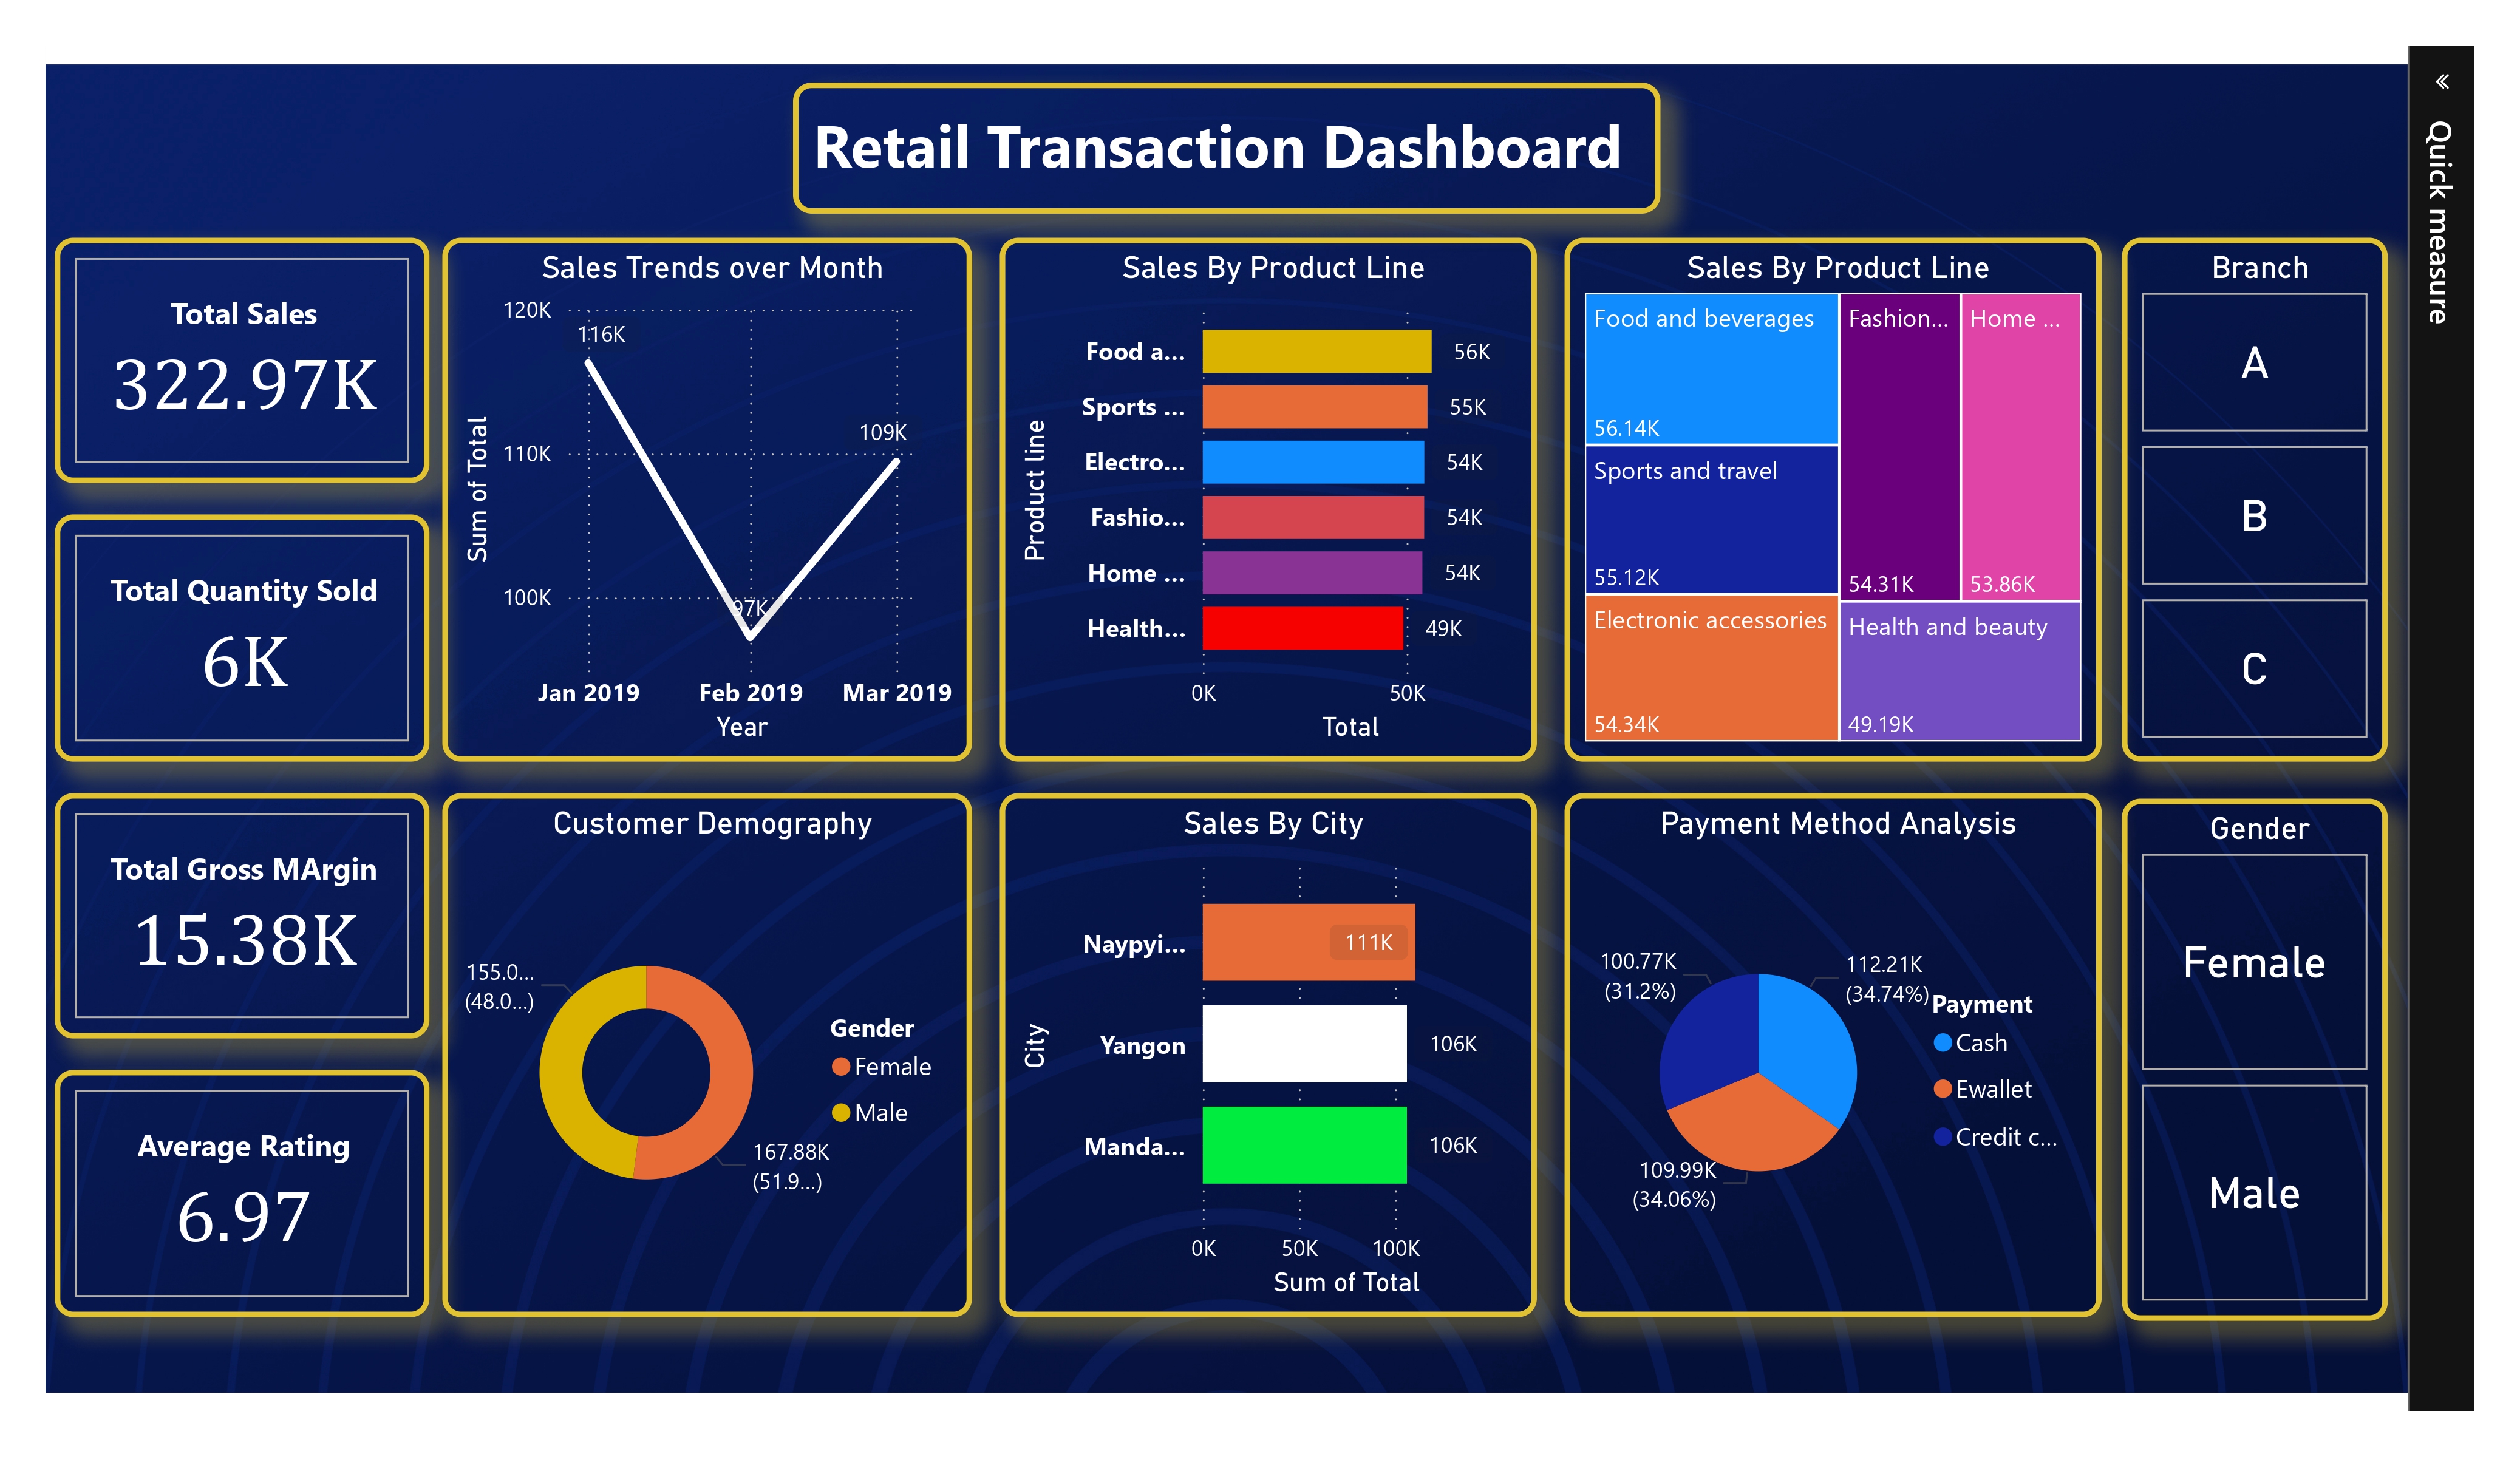 Retail Transaction Dashboard
«
Quick measure
Total Sales
322.97K
Total Quantity Sold
6K
Total Gross MArgin
15.38K
Average Rating
6.97
Sales Trends over Month
120K
116K
109K
110K
100K
97K
Sum of Total
Jan 2019
Feb 2019
Mar 2019
Year
Sales By Product Line
Product line
Food a... 56K
Sports ... 55K
Electro... 54K
Fashio... 54K
Home ... 54K
Health... 49K
0K 50K
Total
Sales By Product Line
Food and beverages
56.14K
Sports and travel
55.12K
Electronic accessories
54.34K
Fashion...
54.31K
Home ...
53.86K
Health and beauty
49.19K
Branch
A
B
C
Customer Demography
155.0...
(48.0...)
167.88K
(51.9...)
Gender
Female
Male
Sales By City
City
Naypyi... 111K
Yangon 106K
Manda... 106K
0K 50K 100K
Sum of Total
Payment Method Analysis
100.77K
(31.2%)
112.21K
(34.74%)
109.99K
(34.06%)
Payment
Cash
Ewallet
Credit c...
Gender
Female
Male